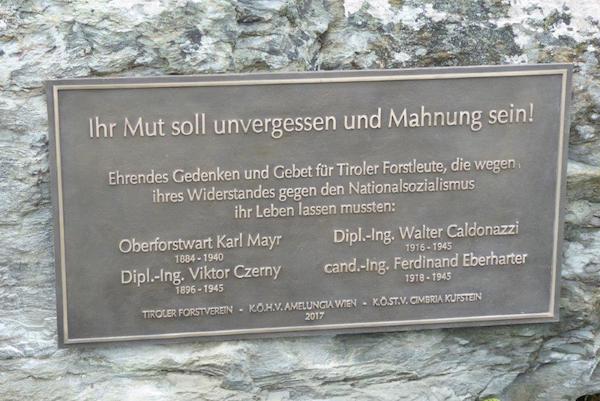 Ihr Mut soll unvergessen und Mahnung sein!
Ehrendes Gedenken und Gebet für Tiroler Forstleute, die wegen
ihres Widerstandes gegen den Nationalsozialismus
ihr Leben lassen mussten:
Oberforstwart Karl Mayr
1884 - 1940
Dipl.-Ing. Viktor Czerny
1896 - 1945
Dipl.-Ing. Walter Caldonazzi
1916 - 1945
cand.-Ing. Ferdinand Eberharter
1918 - 1945
TIROLER FORSTVEREIN - K.Ö.H.V. AMELUNGIA WIEN - K.Ö.ST.V. CIMBRIA KUFSTEIN
2017